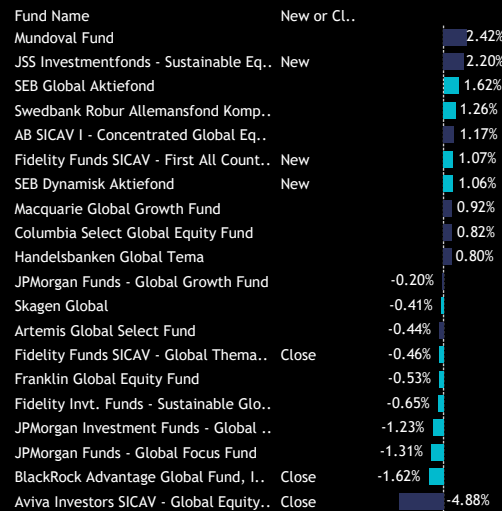 Fund Name New or Cl..
Mundoval Fund 2.42%
JSS Investmentfonds - Sustainable Eq.. New 2.20%
SEB Global Aktiefond 1.62%
Swedbank Robur Allemansfond Komp.. 1.26%
AB SICAV I - Concentrated Global Eq.. 1.17%
Fidelity Funds SICAV - First All Count.. New 1.07%
SEB Dynamisk Aktiefond New 1.06%
Macquarie Global Growth Fund 0.92%
Columbia Select Global Equity Fund 0.82%
Handelsbanken Global Tema 0.80%
JPMorgan Funds - Global Growth Fund -0.20%
Skagen Global -0.41%
Artemis Global Select Fund -0.44%
Fidelity Funds SICAV - Global Thema.. Close -0.46%
Franklin Global Equity Fund -0.53%
Fidelity Invt. Funds - Sustainable Glo.. -0.65%
JPMorgan Investment Funds - Global .. -1.23%
JPMorgan Funds - Global Focus Fund -1.31%
BlackRock Advantage Global Fund, I.. Close -1.62%
Aviva Investors SICAV - Global Equity.. Close -4.88%